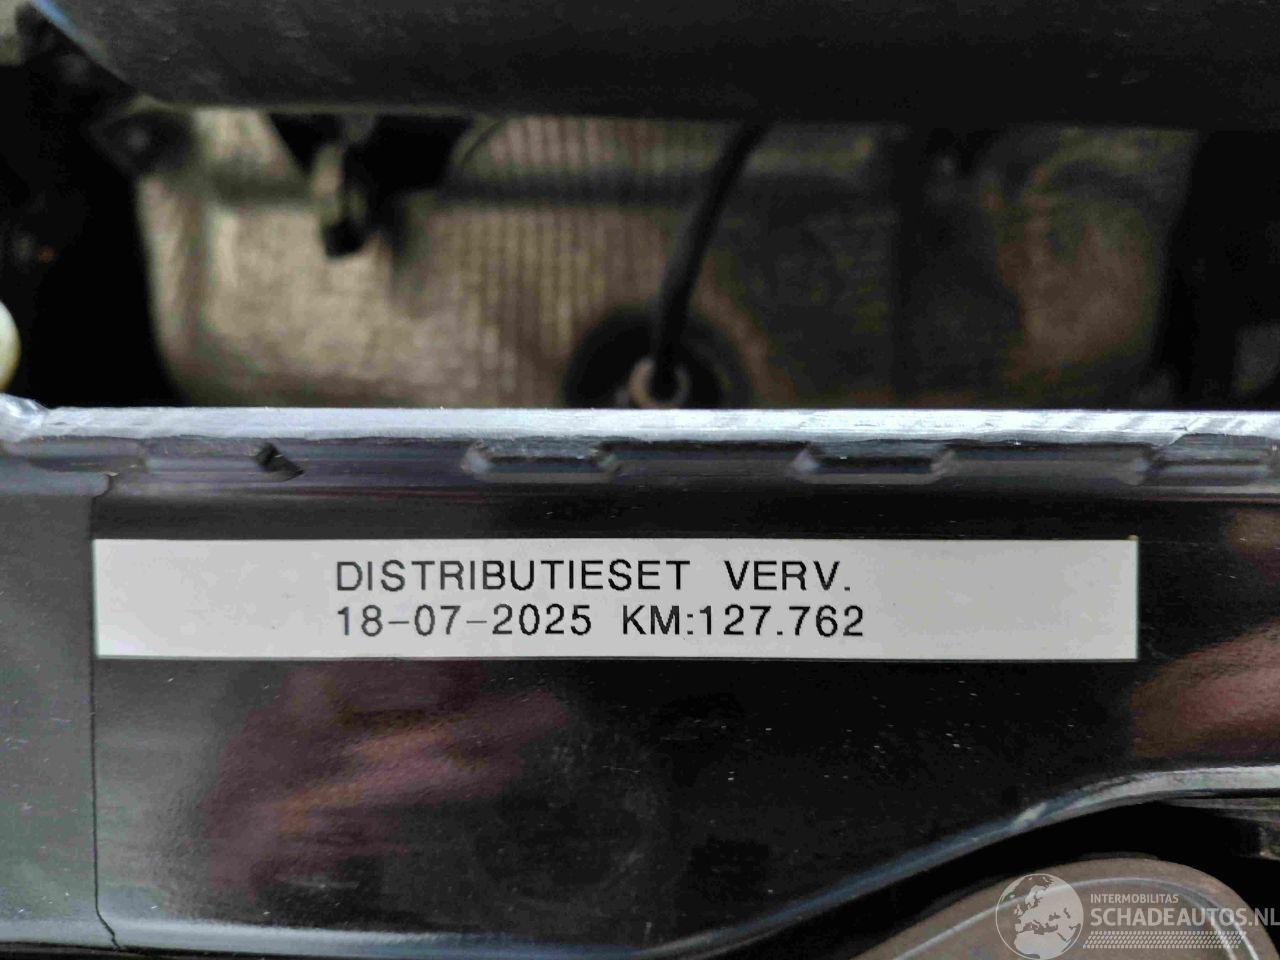 DISTRIBUTIESET VERV.
18-07-2025 KM:127.762
INTERMOBILITAS
SCHADEAUTOS.NL